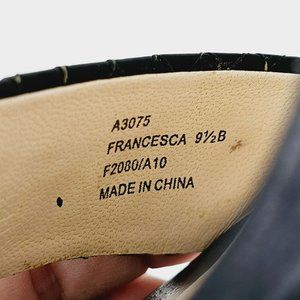 A3075
FRANCESCA 9½B
F2080/A10
MADE IN CHINA